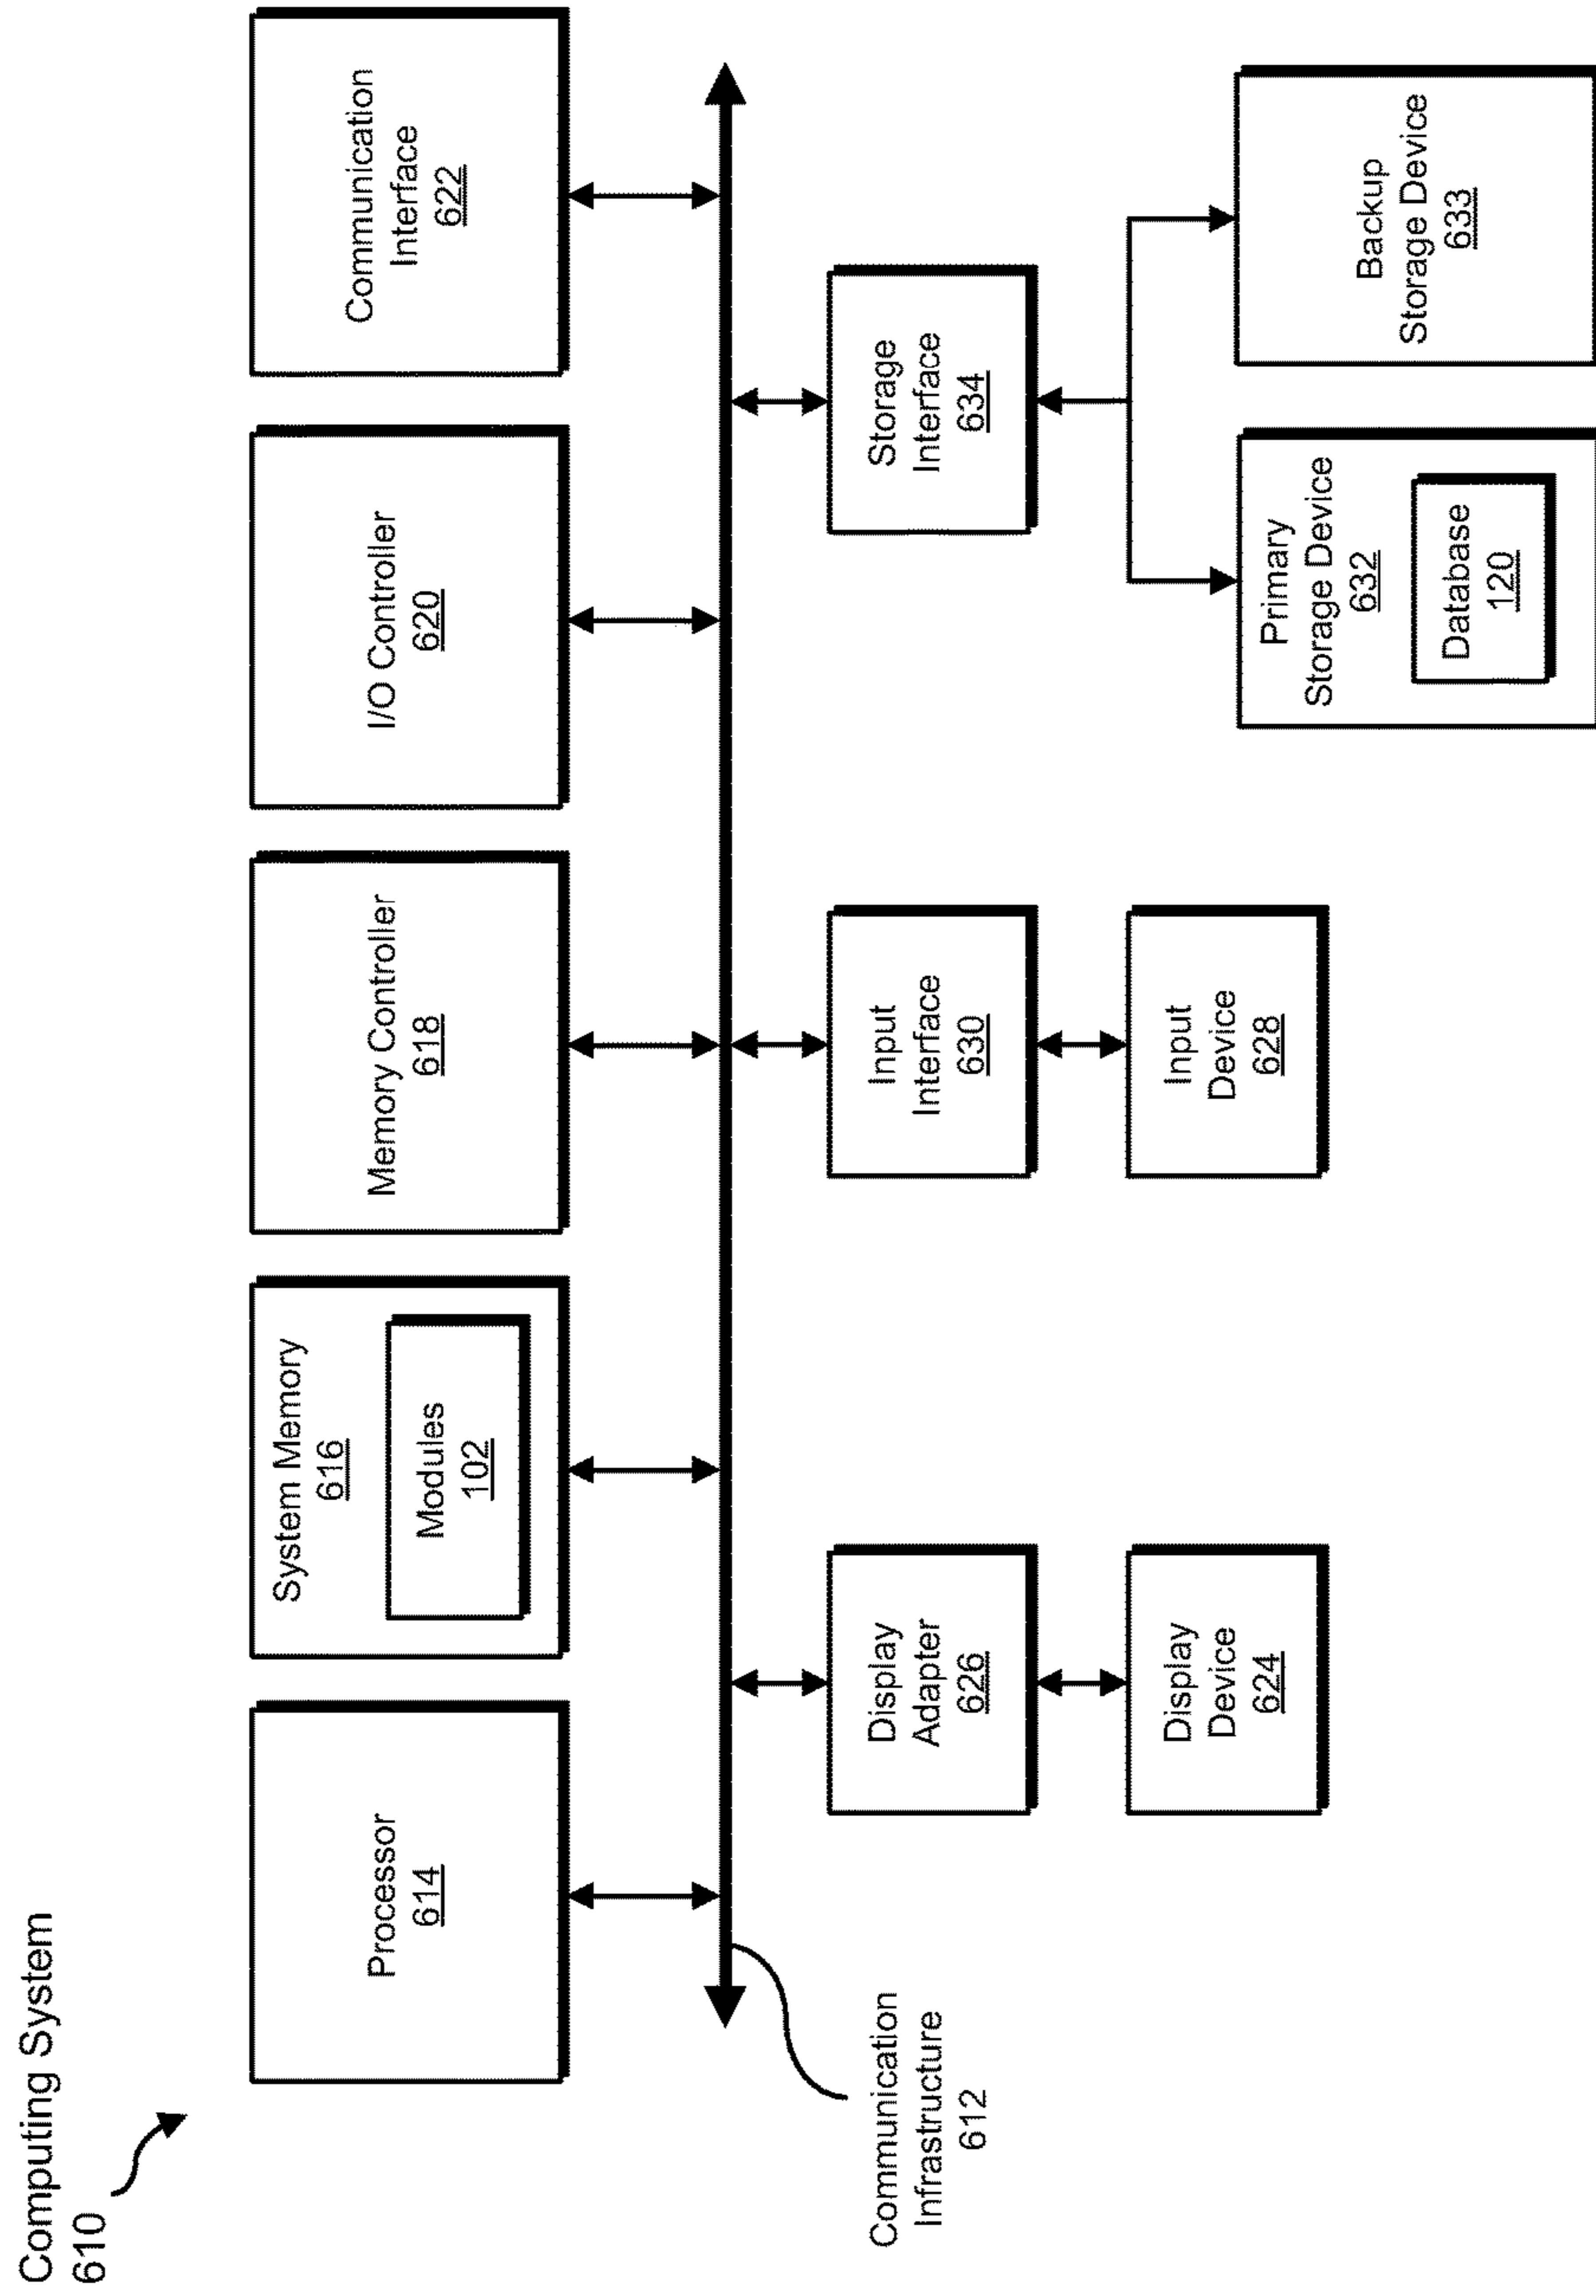 Computing System
610
Processor
614
System Memory
616
Modules
102
Memory Controller
618
I/O Controller
620
Communication
Interface
622
Communication
Infrastructure
612
Display
Adapter
626
Input
Interface
630
Storage
Interface
634
Display
Device
624
Input
Device
628
Primary
Storage Device
632
Database
120
Backup
Storage Device
633